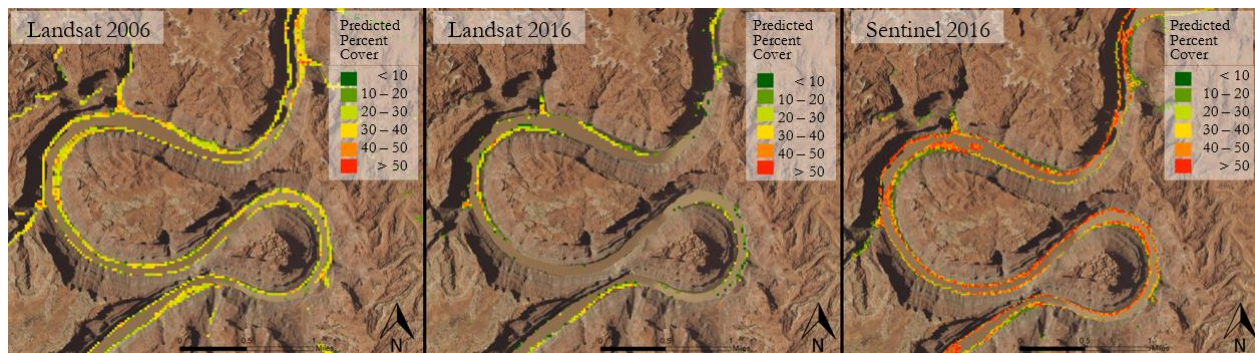 Landsat 2006
Predicted
Percent
Cover
< 10
10 – 20
20 – 30
30 – 40
40 – 50
> 50
N
Landsat 2016
Predicted
Percent
Cover
< 10
10 – 20
20 – 30
30 – 40
40 – 50
> 50
N
Sentinel 2016
Predicted
Percent
Cover
< 10
10 – 20
20 – 30
30 – 40
40 – 50
> 50
N